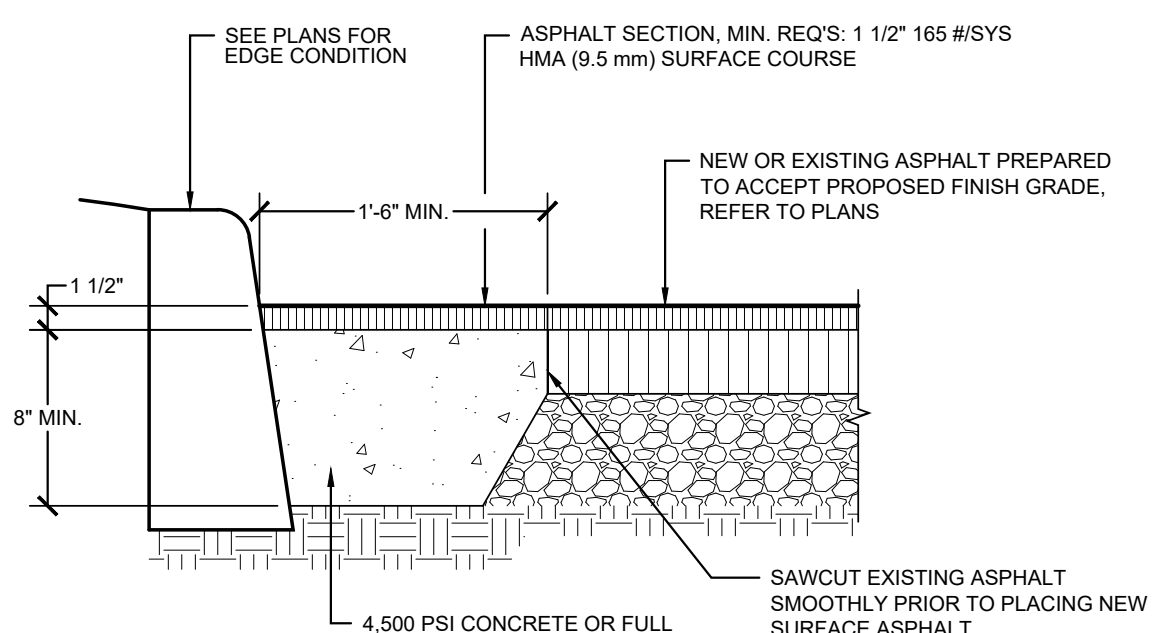 SEE PLANS FOR
EDGE CONDITION
ASPHALT SECTION, MIN. REQ'S: 1 1/2" 165 #/SYS
HMA (9.5 mm) SURFACE COURSE
NEW OR EXISTING ASPHALT PREPARED
TO ACCEPT PROPOSED FINISH GRADE,
REFER TO PLANS
1'-6" MIN.
1 1/2"
8" MIN.
SAWCUT EXISTING ASPHALT
SMOOTHLY PRIOR TO PLACING NEW
SURFACE ASPHALT
4,500 PSI CONCRETE OR FULL